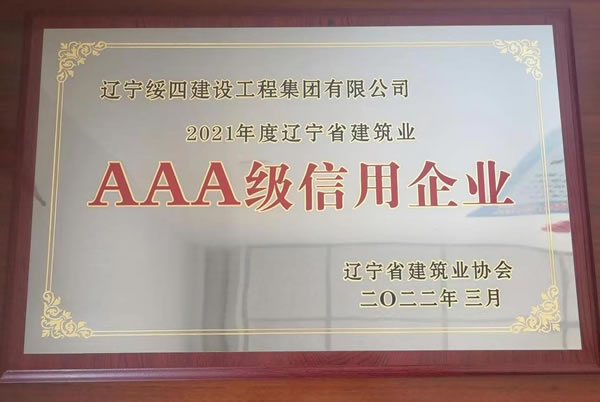 辽宁绥四建设工程集团有限公司
2021年度辽宁省建筑业
AAA级信用企业
辽宁省建筑业协会
二〇二二年三月